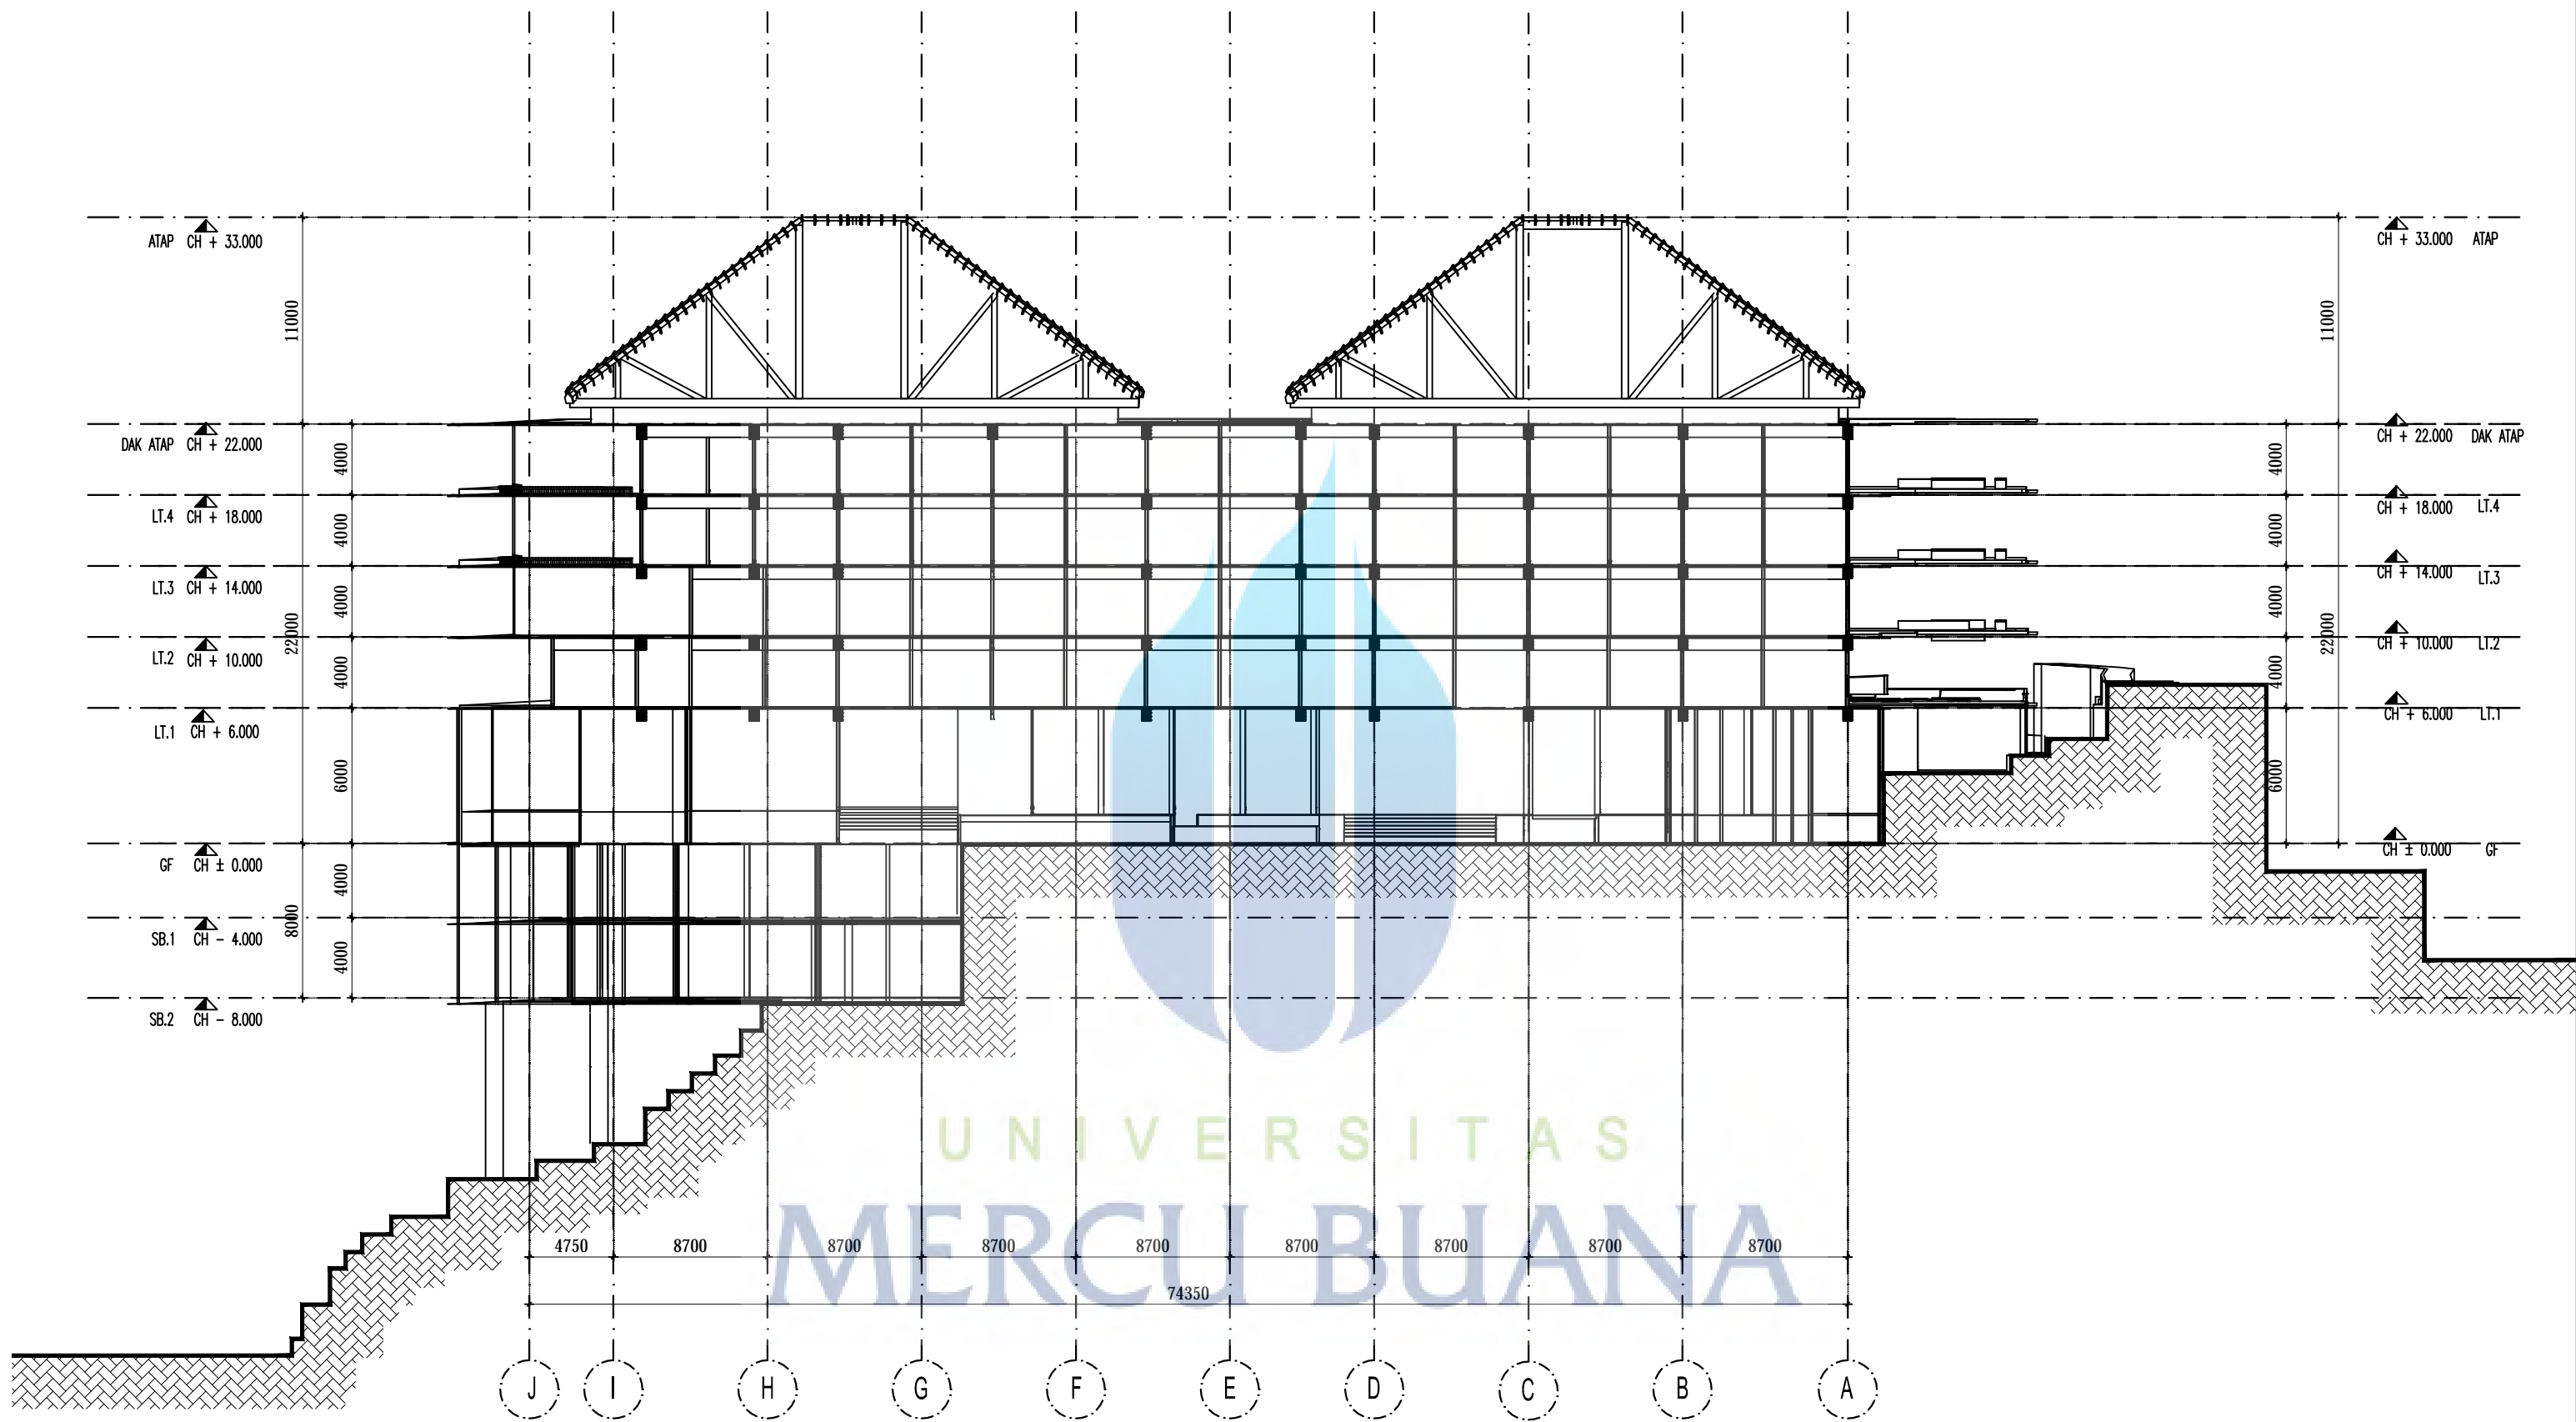 ATAP CH + 33.000
CH + 33.000 ATAP
11000
11000
DAK ATAP CH + 22.000
CH + 22.000 DAK ATAP
4000
4000
LT.4 CH + 18.000
CH + 18.000 LT.4
4000
4000
LT.3 CH + 14.000
CH + 14.000 LT.3
4000
4000
22000
22000
LT.2 CH + 10.000
CH + 10.000 LT.2
4000
4000
LT.1 CH + 6.000
CH + 6.000 LT.1
6000
6000
GF CH ± 0.000
CH ± 0.000 GF
4000
8000
SB.1 CH - 4.000
4000
SB.2 CH - 8.000
UNIVERSITAS
MERCU BUANA
4750 8700 8700 8700 8700 8700 8700 8700 8700
74350
J I H G F E D C B A